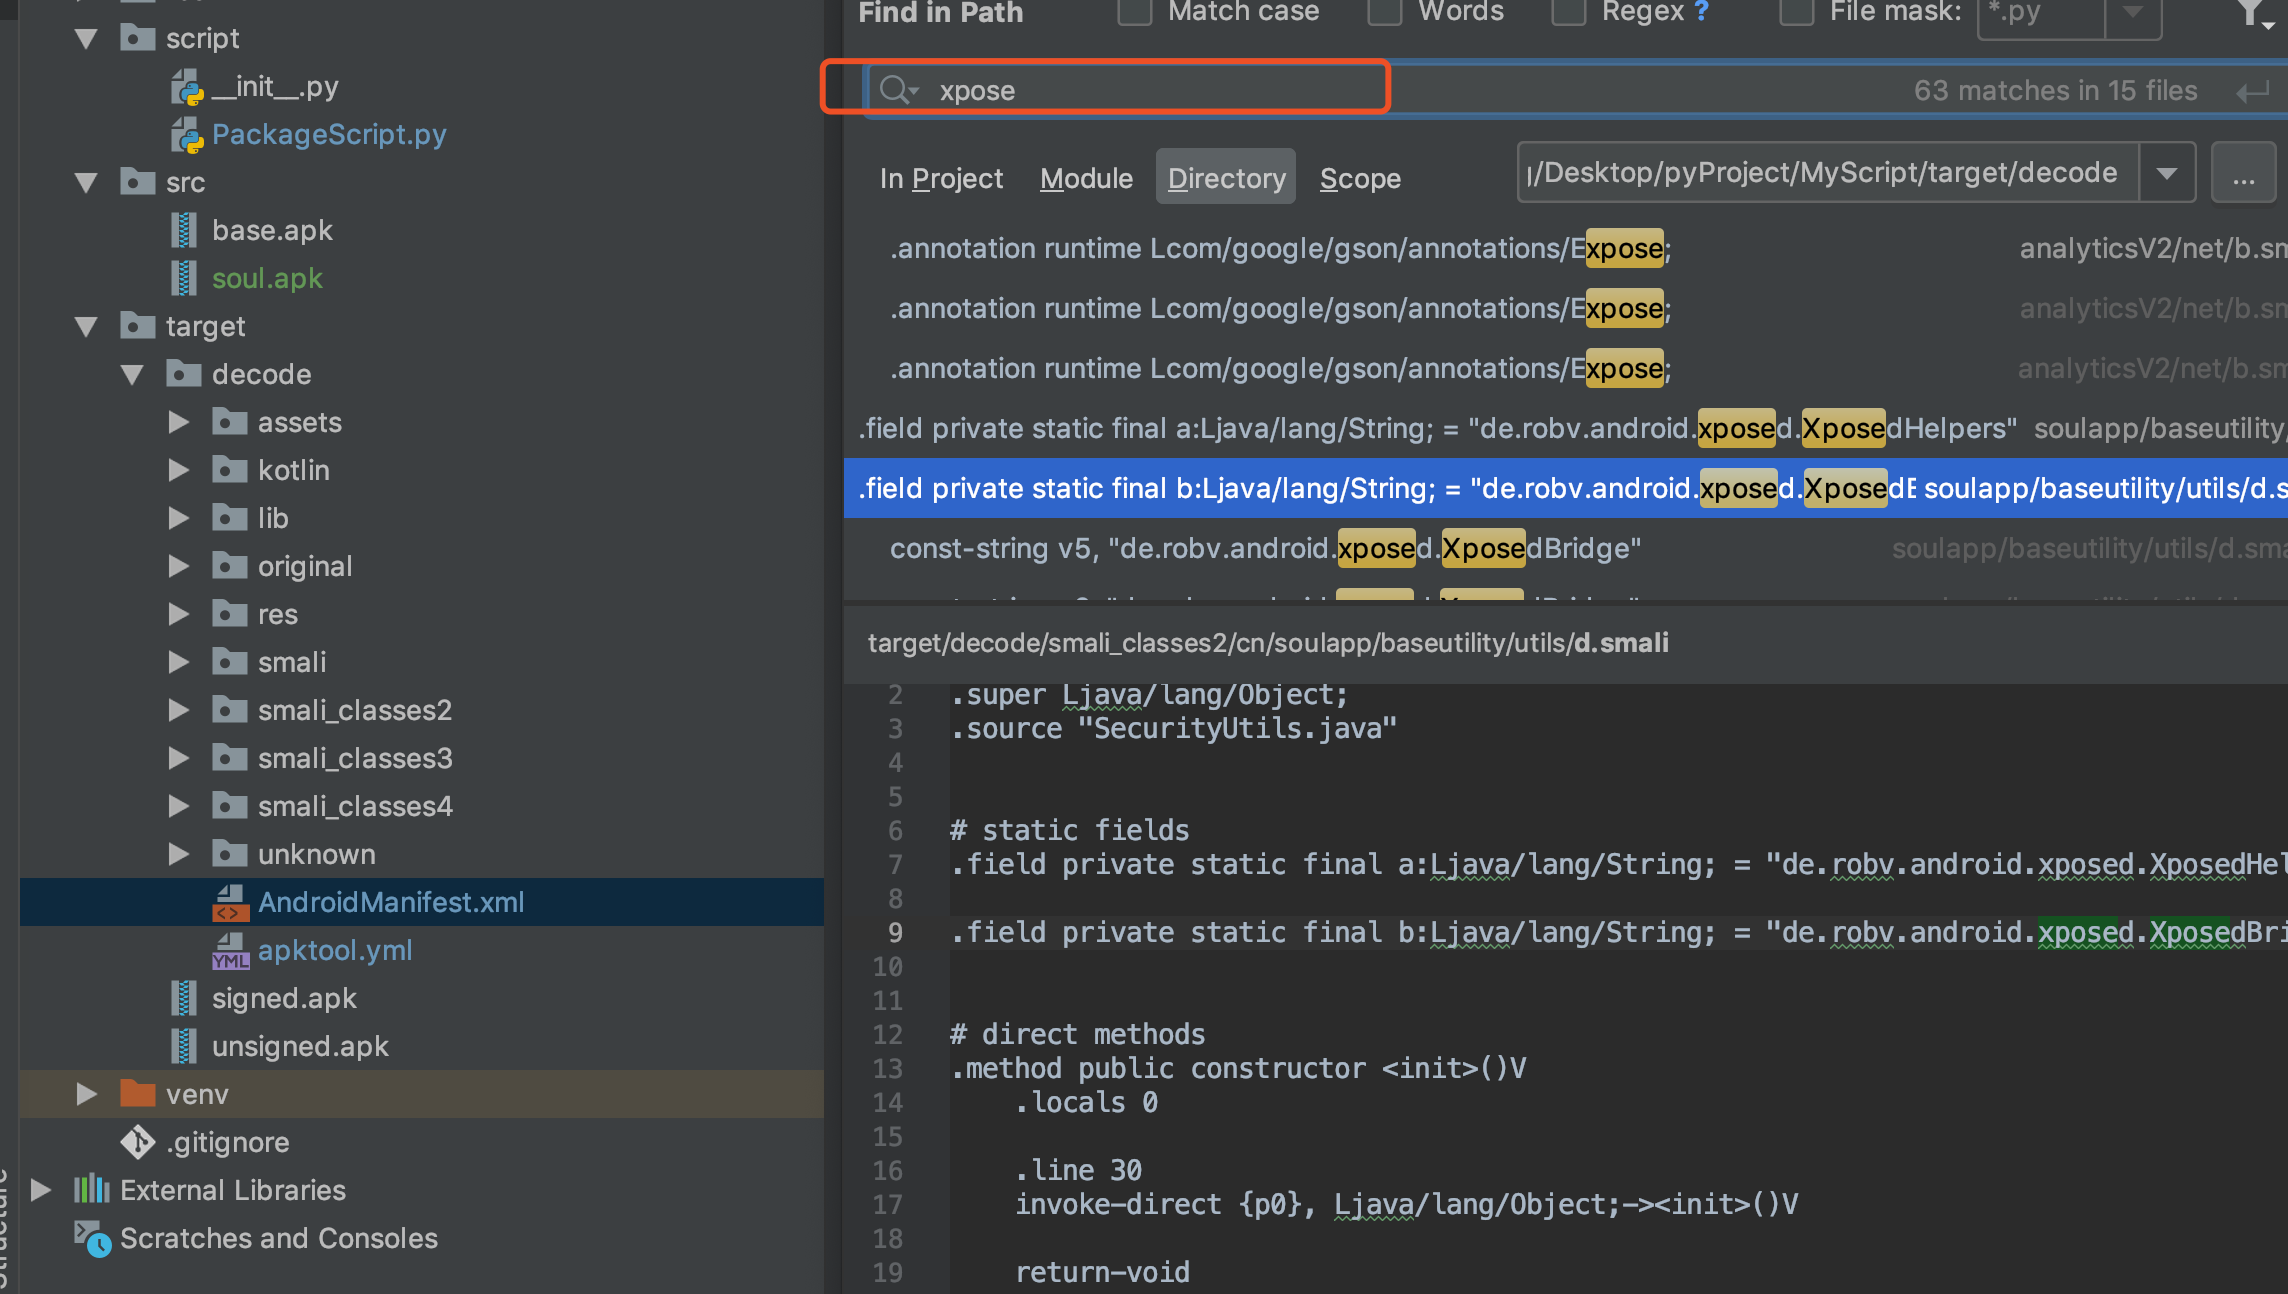 script
__init__.py
PackageScript.py
src
base.apk
soul.apk
target
decode
assets
kotlin
lib
original
res
smali
smali_classes2
smali_classes3
smali_classes4
unknown
AndroidManifest.xml
YML apktool.yml
signed.apk
unsigned.apk
venv
.gitignore
External Libraries
Scratches and Consoles
Structure
Find in Path Match case Words Regex ? File mask: *.py
xpose 63 matches in 15 files
In Project Module Directory Scope /Desktop/pyProject/MyScript/target/decode ...
.annotation runtime Lcom/google/gson/annotations/Expose; analyticsV2/net/b.sm
.annotation runtime Lcom/google/gson/annotations/Expose; analyticsV2/net/b.sm
.annotation runtime Lcom/google/gson/annotations/Expose; analyticsV2/net/b.sm
.field private static final a:Ljava/lang/String; = "de.robv.android.xposed.XposedHelpers" soulapp/baseutility/
.field private static final b:Ljava/lang/String; = "de.robv.android.xposed.XposedE soulapp/baseutility/utils/d.s
const-string v5, "de.robv.android.xposed.XposedBridge" soulapp/baseutility/utils/d.sma
target/decode/smali_classes2/cn/soulapp/baseutility/utils/d.smali
2 .super Ljava/lang/Object;
3 .source "SecurityUtils.java"
4
5
6 # static fields
7 .field private static final a:Ljava/lang/String; = "de.robv.android.xposed.XposedHel
8
9 .field private static final b:Ljava/lang/String; = "de.robv.android.xposed.XposedBri
10
11
12 # direct methods
13 .method public constructor <init>()V
14 .locals 0
15
16 .line 30
17 invoke-direct {p0}, Ljava/lang/Object;-><init>()V
18
19 return-void